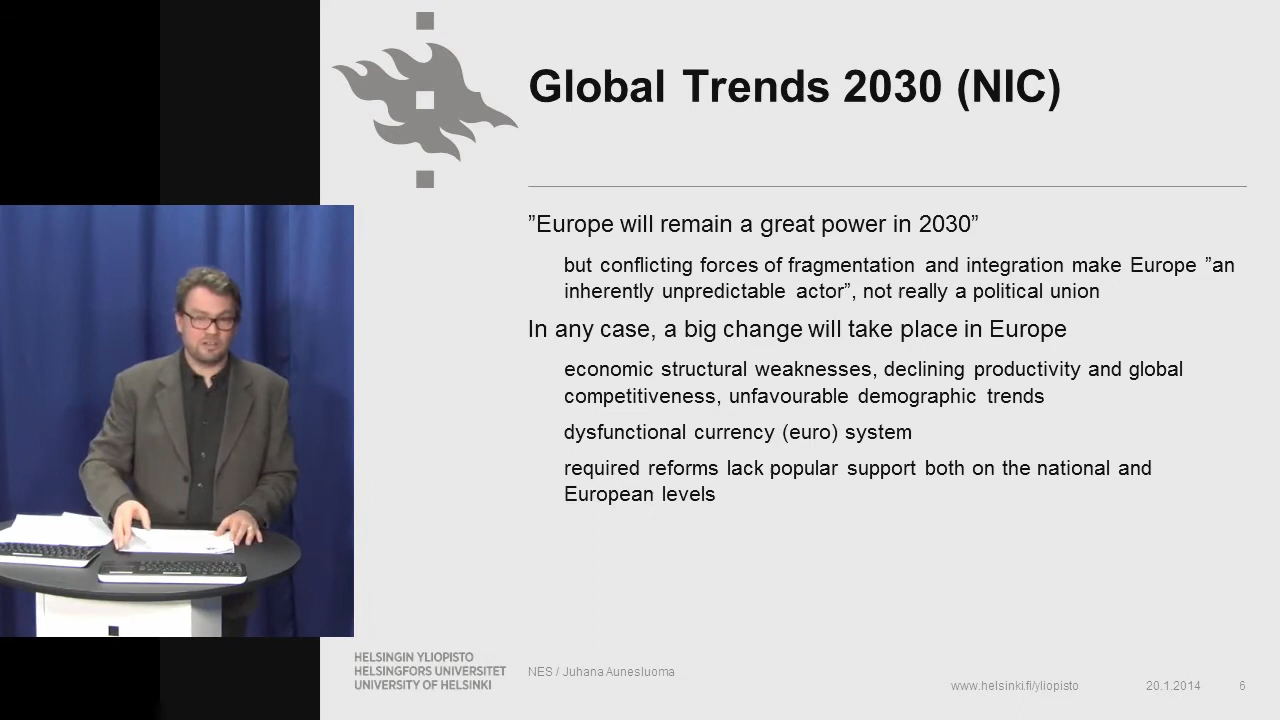 Global Trends 2030 (NIC)
”Europe will remain a great power in 2030”
but conflicting forces of fragmentation and integration make Europe ”an
inherently unpredictable actor”, not really a political union
In any case, a big change will take place in Europe
economic structural weaknesses, declining productivity and global
competitiveness, unfavourable demographic trends
dysfunctional currency (euro) system
required reforms lack popular support both on the national and
European levels
HELSINGIN YLIOPISTO
HELSINGFORS UNIVERSITET
UNIVERSITY OF HELSINKI
NES / Juhana Aunesluoma
www.helsinki.fi/yliopisto
20.1.2014
6